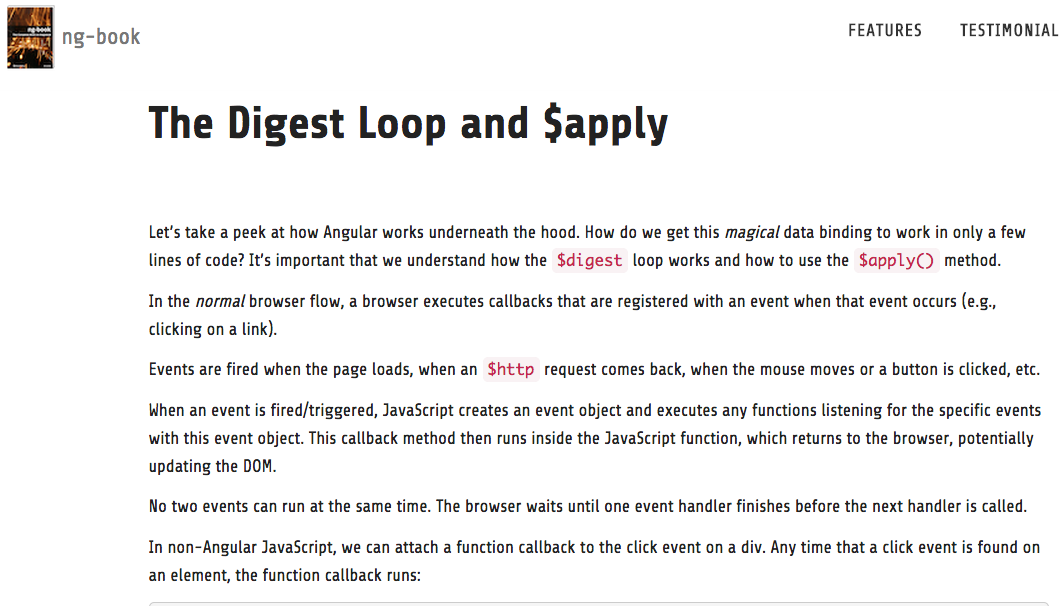 ng-book
ng-book
FEATURES TESTIMONIAL
The Digest Loop and $apply
Let's take a peek at how Angular works underneath the hood. How do we get this magical data binding to work in only a few
lines of code? It's important that we understand how the $digest loop works and how to use the $apply() method.
In the normal browser flow, a browser executes callbacks that are registered with an event when that event occurs (e.g.,
clicking on a link).
Events are fired when the page loads, when an $http request comes back, when the mouse moves or a button is clicked, etc.
When an event is fired/triggered, JavaScript creates an event object and executes any functions listening for the specific events
with this event object. This callback method then runs inside the JavaScript function, which returns to the browser, potentially
updating the DOM.
No two events can run at the same time. The browser waits until one event handler finishes before the next handler is called.
In non-Angular JavaScript, we can attach a function callback to the click event on a div. Any time that a click event is found on
an element, the function callback runs: